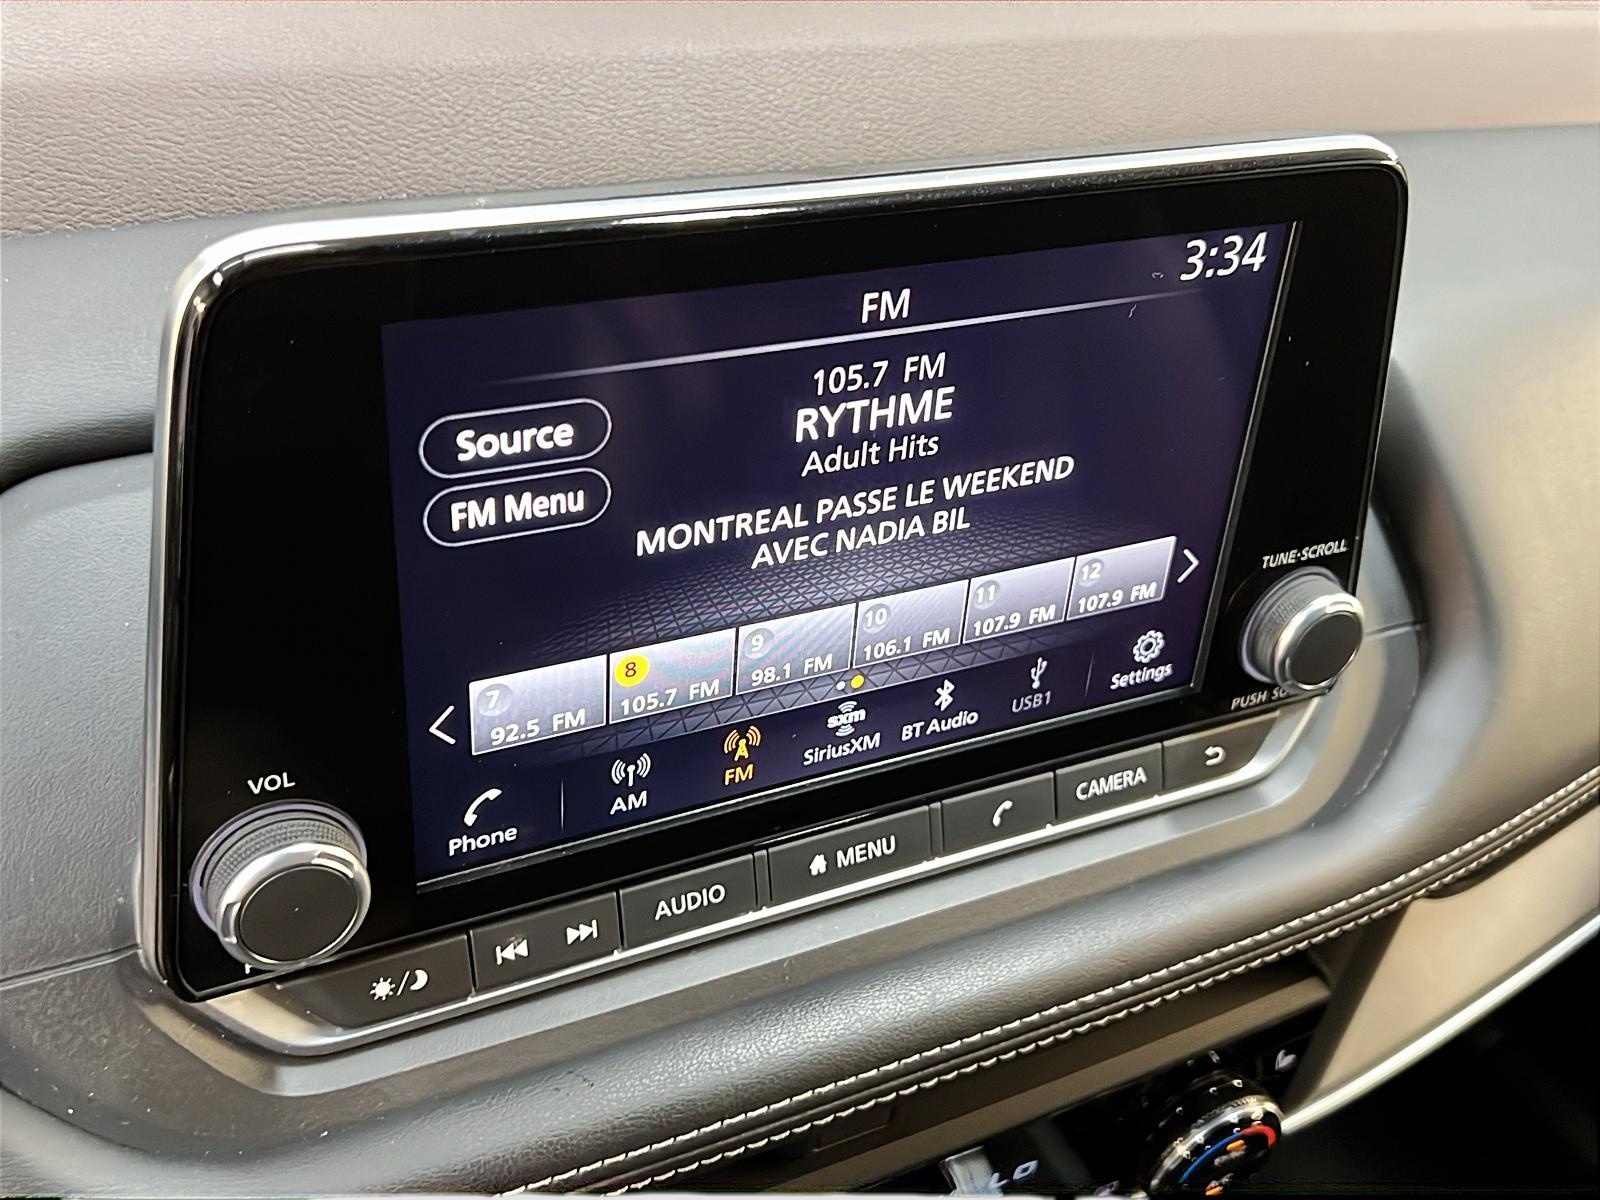 3:34
FM
105.7 FM
RYTHME
Adult Hits
MONTREAL PASSE LE WEEKEND
AVEC NADIA BIL
Source
FM Menu
7
92.5 FM
8
105.7 FM
9
98.1 FM
10
106.1 FM
11
107.9 FM
12
107.9 FM
Phone
AM
FM
sxm
SiriusXM
BT Audio
USB1
Settings
VOL
TUNE·SCROLL
PUSH
AUDIO
MENU
CAMERA